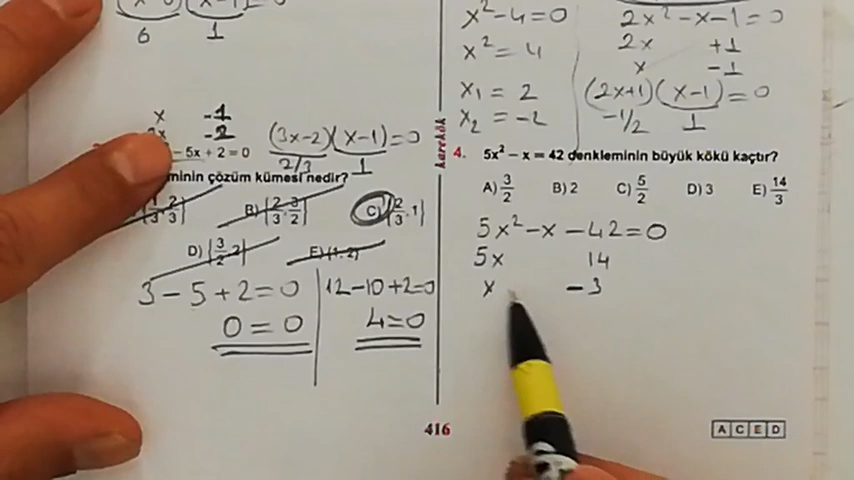 6 1
x -1
-2
- 5x + 2 = 0
(3x-2)(x-1)=0
2/3 1
minin çözüm kümesi nedir?
B) {2/3, 3/2}
C) {2/3, 1}
D) {3/2, 2}
E) {1, 2}
3-5+2=0
0=0
12-10+2=0
4=0
x²-4=0
x²=4
x₁=2
x₂=-2
2x²-x-1=0
2x +1
x -1
(2x+1)(x-1)=0
-1/2 1
karekök
4. 5x² – x = 42 denkleminin büyük kökü kaçtır?
A) 3/2 B) 2 C) 5/2 D) 3 E) 14/3
5x²-x-42=0
5x 14
x -3
416
A C E D